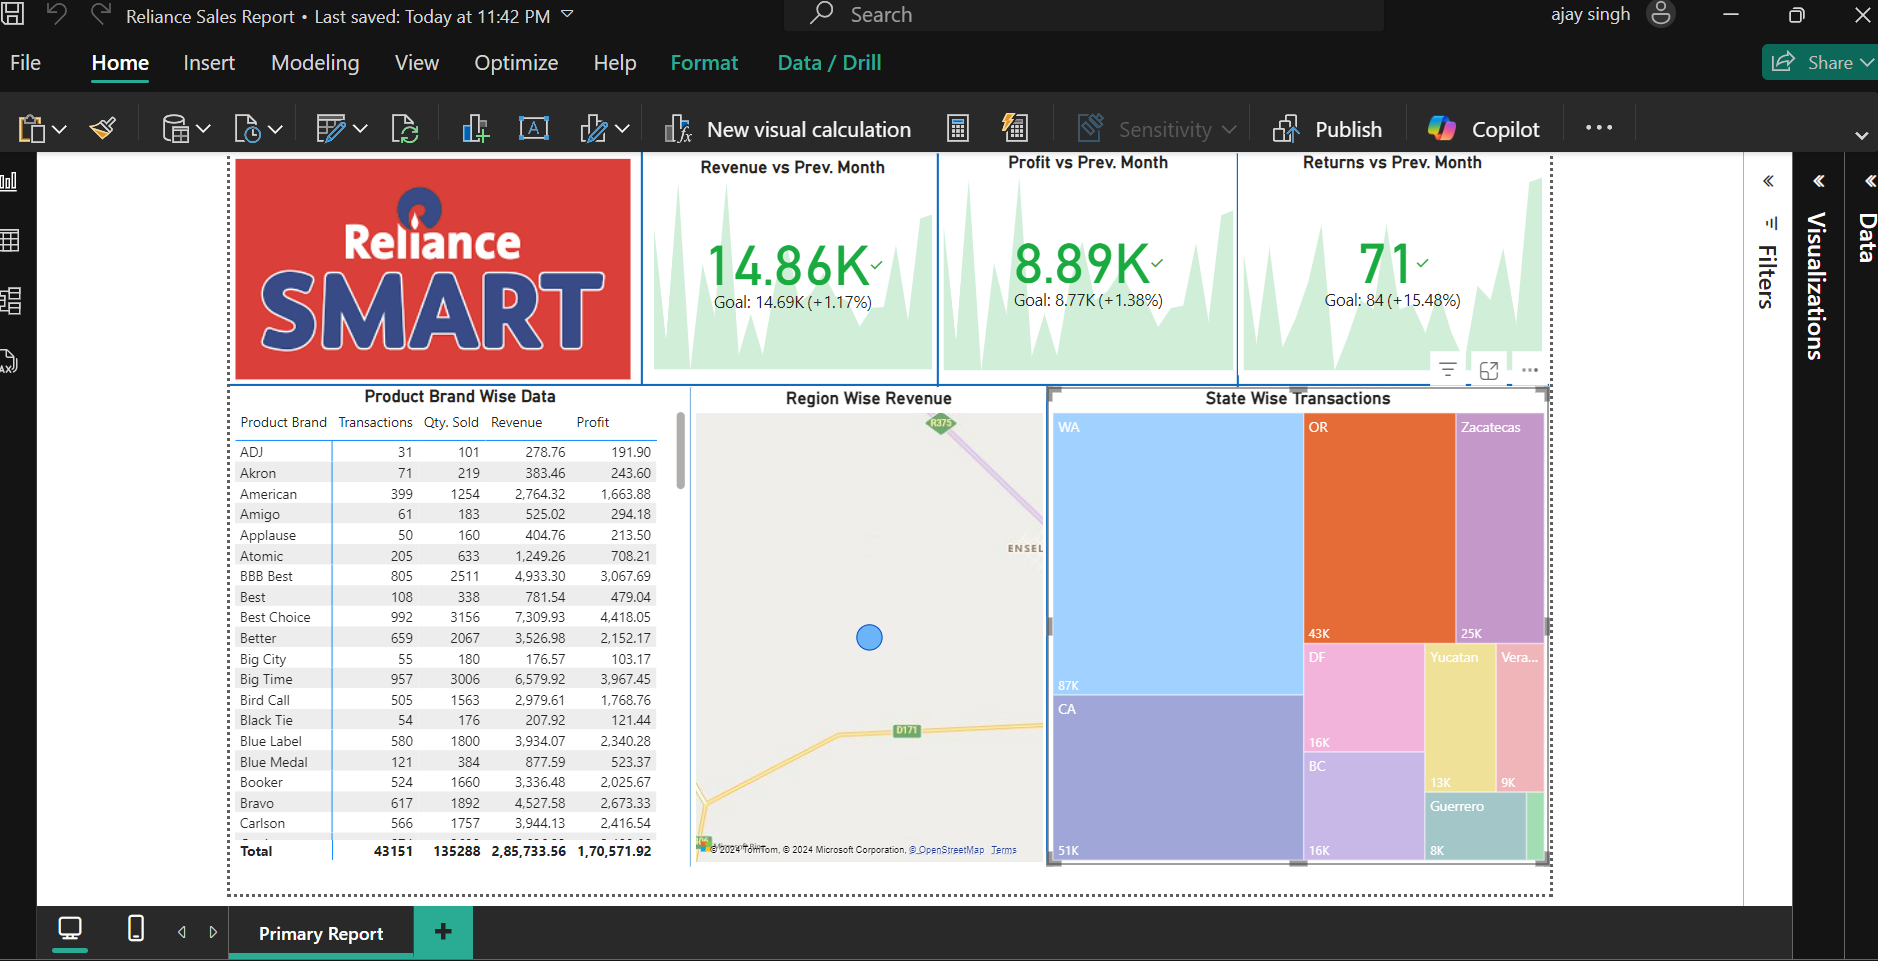 Reliance Sales Report • Last saved: Today at 11:42 PM
Search
ajay singh
File Home Insert Modeling View Optimize Help Format Data / Drill
Share
New visual calculation
Sensitivity
Publish
Copilot
Reliance
SMART
Revenue vs Prev. Month
14.86K
Goal: 14.69K (+1.17%)
Profit vs Prev. Month
8.89K
Goal: 8.77K (+1.38%)
Returns vs Prev. Month
71
Goal: 84 (+15.48%)
Filters
Visualizations
Data
Product Brand Wise Data
Product Brand Transactions Qty. Sold Revenue Profit
ADJ 31 101 278.76 191.90
Akron 71 219 383.46 243.60
American 399 1254 2,764.32 1,663.88
Amigo 61 183 525.02 294.18
Applause 50 160 404.76 213.50
Atomic 205 633 1,249.26 708.21
BBB Best 805 2511 4,933.30 3,067.69
Best 108 338 781.54 479.04
Best Choice 992 3156 7,309.93 4,418.05
Better 659 2067 3,526.98 2,152.17
Big City 55 180 176.57 103.17
Big Time 957 3006 6,579.92 3,967.45
Bird Call 505 1563 2,979.61 1,768.76
Black Tie 54 176 207.92 121.44
Blue Label 580 1800 3,934.07 2,340.28
Blue Medal 121 384 877.59 523.37
Booker 524 1660 3,336.48 2,025.67
Bravo 617 1892 4,527.58 2,673.33
Carlson 566 1757 3,944.13 2,416.54
Total 43151 135288 2,85,733.56 1,70,571.92
Region Wise Revenue
R375
ENSEL
D171
© 2024 TomTom, © 2024 Microsoft Corporation, © OpenStreetMap Terms
State Wise Transactions
WA
87K
CA
51K
OR
43K
Zacatecas
25K
DF
16K
BC
16K
Yucatan
13K
Vera...
9K
Guerrero
8K
Primary Report
+